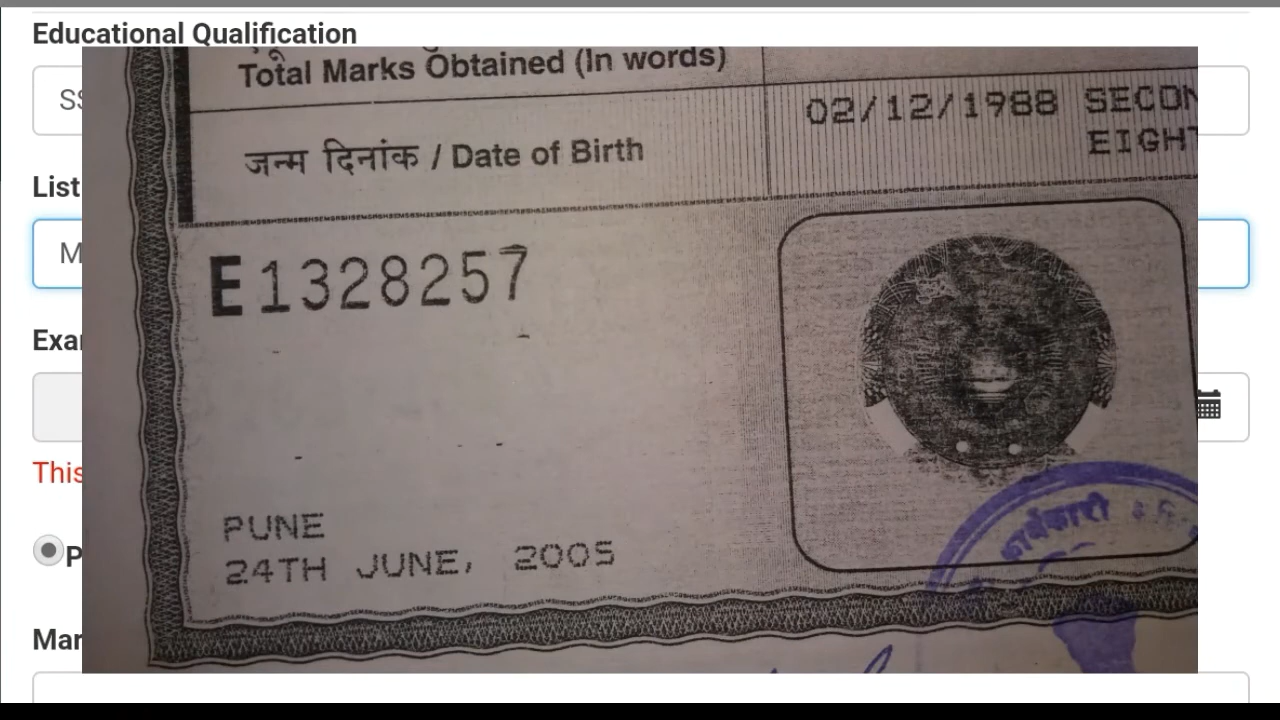 Educational Qualification
Total Marks Obtained (In words)
02/12/1988 SECON
EIGHT
जन्म दिनांक / Date of Birth
List
M
E1328257
Exam
This
PUNE
24TH JUNE, 2005
P
Mar